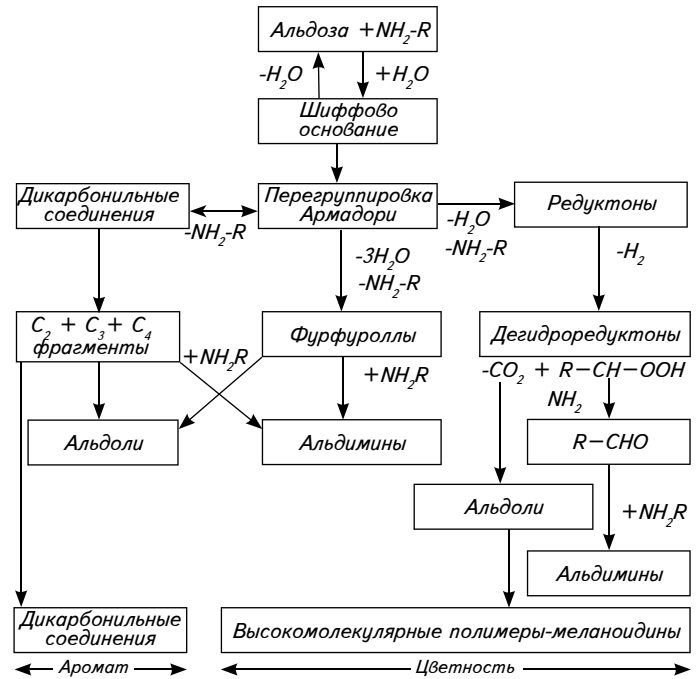 Альдоза +NH₂-R
-H₂O
+H₂O
Шиффово
основание
Дикарбонильные
соединения
-NH₂-R
Перегруппировка
Армадори
-H₂O
-NH₂-R
Редуктоны
-3H₂O
-NH₂-R
-H₂
C₂ + C₃ + C₄
фрагменты
+NH₂R
Фурфуроллы
Дегидроредуктоны
+NH₂R
-CO₂ + R−CH−OOH
NH₂
Альдоли
Альдимины
R−CHO
Альдоли
+NH₂R
Альдимины
Дикарбонильные
соединения
Высокомолекулярные полимеры-меланоидины
Аромат
Цветность